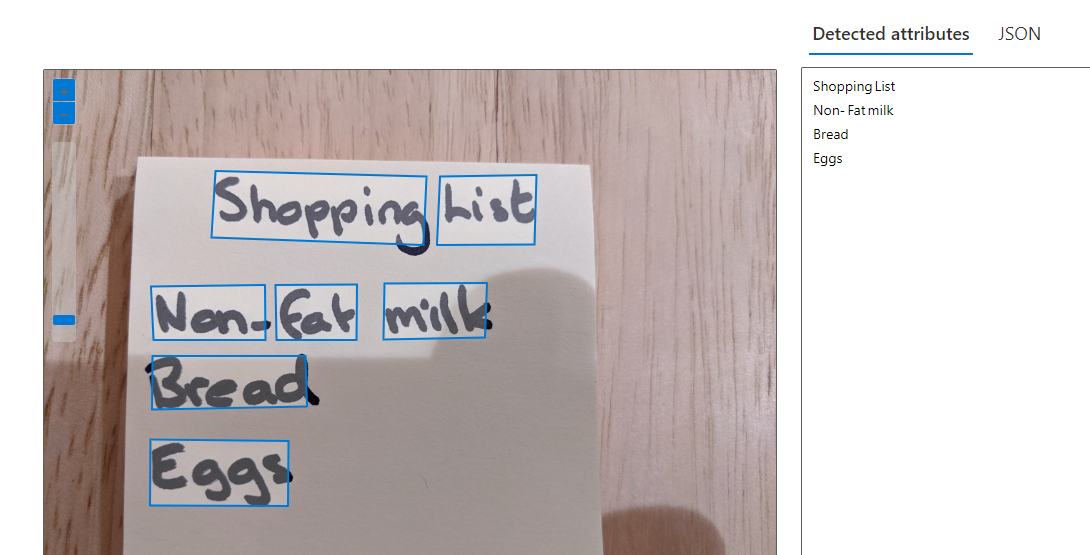 Detected attributes JSON
Shopping List
Non-Fat milk
Bread
Eggs
Shopping List
Non- Fat milk
Bread
Eggs